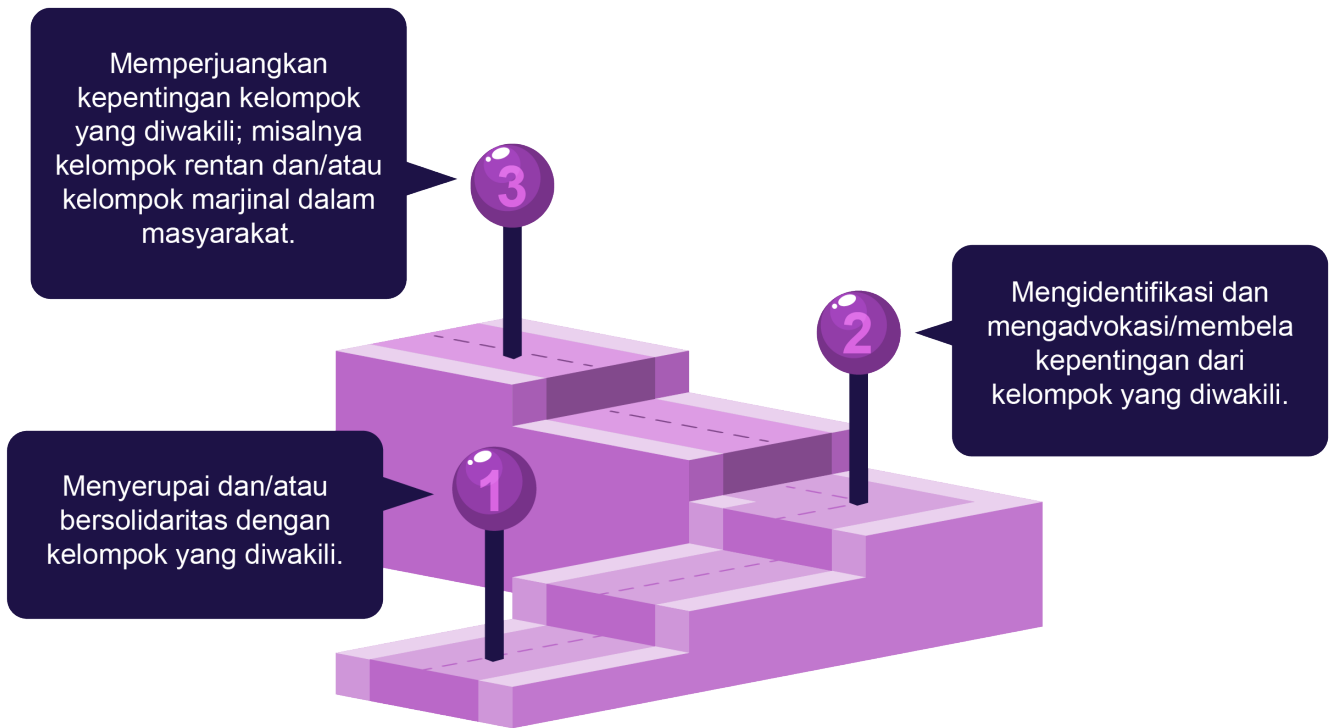 Memperjuangkan
kepentingan kelompok
yang diwakili; misalnya
kelompok rentan dan/atau
kelompok marjinal dalam
masyarakat.
3
Mengidentifikasi dan
mengadvokasi/membela
kepentingan dari
kelompok yang diwakili.
2
Menyerupai dan/atau
bersolidaritas dengan
kelompok yang diwakili.
1